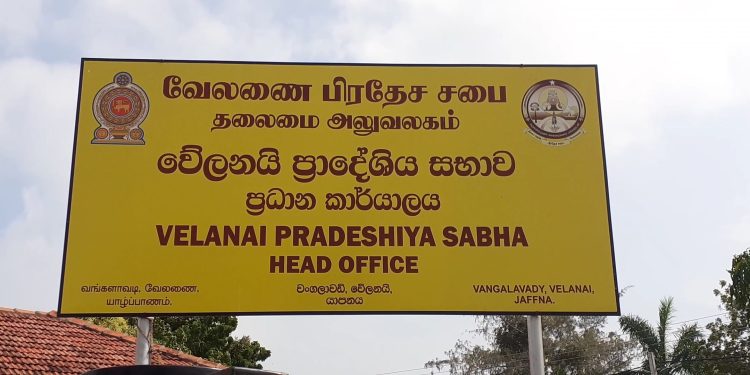 வேலணை பிரதேச சபை
தலைமை அலுவலகம்
වේලනයි ප්‍රාදේශිය සභාව
ප්‍රධාන කාර්යාලය
VELANAI PRADESHIYA SABHA
HEAD OFFICE
வங்களாவடி, வேலணை,
யாழ்ப்பாணம்.
වංගලාවඩි, වේලනයි,
යාපනය
VANGALAVADY, VELANAI,
JAFFNA.